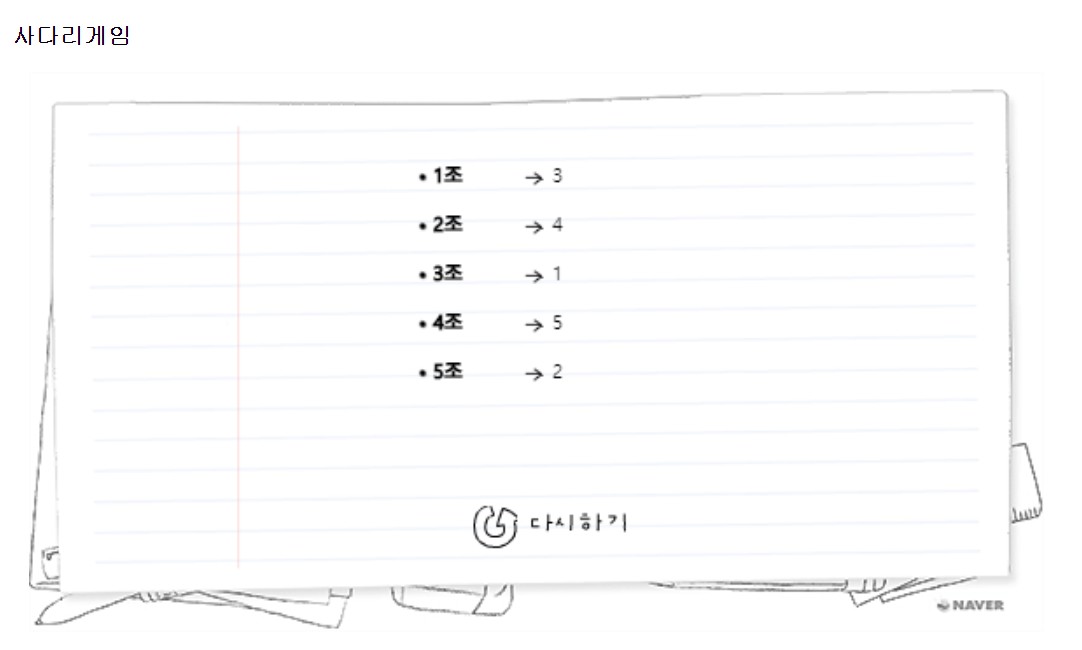 사다리게임
• 1조 → 3
• 2조 → 4
• 3조 → 1
• 4조 → 5
• 5조 → 2
다시하기
NAVER